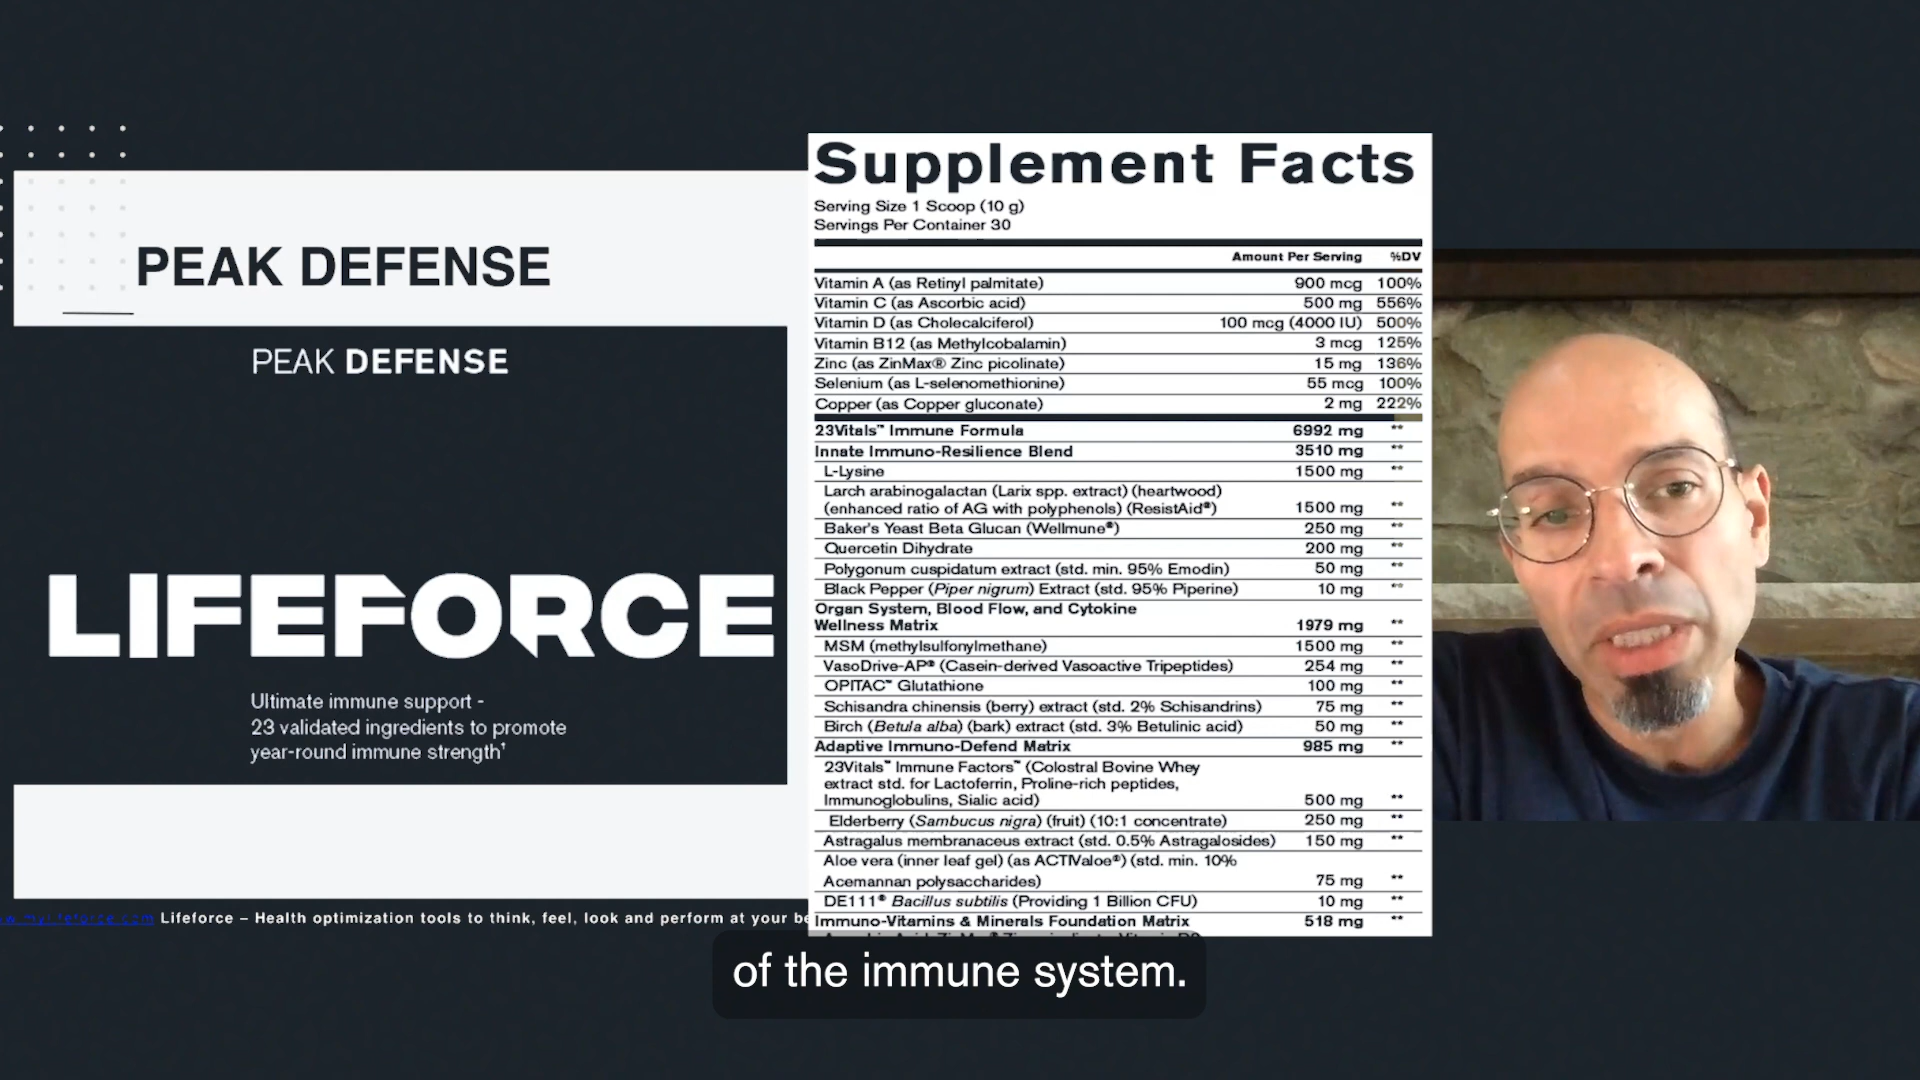 PEAK DEFENSE
PEAK DEFENSE
LIFEFORCE
Ultimate immune support -
23 validated ingredients to promote
year-round immune strength†
Lifeforce – Health optimization tools to think, feel, look and perform at your be
Supplement Facts
Serving Size 1 Scoop (10 g)
Servings Per Container 30
Amount Per Serving %DV
Vitamin A (as Retinyl palmitate) 900 mcg 100%
Vitamin C (as Ascorbic acid) 500 mg 556%
Vitamin D (as Cholecalciferol) 100 mcg (4000 IU) 500%
Vitamin B12 (as Methylcobalamin) 3 mcg 125%
Zinc (as ZinMax® Zinc picolinate) 15 mg 136%
Selenium (as L-selenomethionine) 55 mcg 100%
Copper (as Copper gluconate) 2 mg 222%
23Vitals™ Immune Formula 6992 mg **
Innate Immuno-Resilience Blend 3510 mg **
L-Lysine 1500 mg **
Larch arabinogalactan (Larix spp. extract) (heartwood)
(enhanced ratio of AG with polyphenols) (ResistAid®) 1500 mg **
Baker's Yeast Beta Glucan (Wellmune®) 250 mg **
Quercetin Dihydrate 200 mg **
Polygonum cuspidatum extract (std. min. 95% Emodin) 50 mg **
Black Pepper (Piper nigrum) Extract (std. 95% Piperine) 10 mg **
Organ System, Blood Flow, and Cytokine
Wellness Matrix 1979 mg **
MSM (methylsulfonylmethane) 1500 mg **
VasoDrive-AP® (Casein-derived Vasoactive Tripeptides) 254 mg **
OPITAC™ Glutathione 100 mg **
Schisandra chinensis (berry) extract (std. 2% Schisandrins) 75 mg **
Birch (Betula alba) (bark) extract (std. 3% Betulinic acid) 50 mg **
Adaptive Immuno-Defend Matrix 985 mg **
23Vitals™ Immune Factors™ (Colostral Bovine Whey
extract std. for Lactoferrin, Proline-rich peptides,
Immunoglobulins, Sialic acid) 500 mg **
Elderberry (Sambucus nigra) (fruit) (10:1 concentrate) 250 mg **
Astragalus membranaceus extract (std. 0.5% Astragalosides) 150 mg **
Aloe vera (inner leaf gel) (as ACTIValoe®) (std. min. 10%
Acemannan polysaccharides) 75 mg **
DE111® Bacillus subtilis (Providing 1 Billion CFU) 10 mg **
Immuno-Vitamins & Minerals Foundation Matrix 518 mg **
of the immune system.